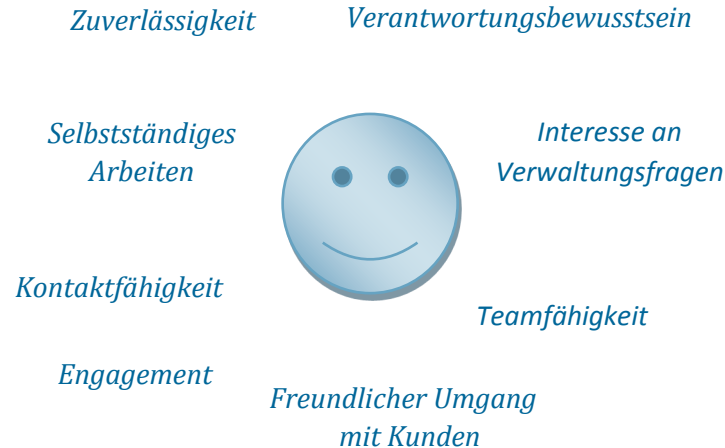 Zuverlässigkeit
Verantwortungsbewusstsein
Selbstständiges
Arbeiten
Interesse an
Verwaltungsfragen
Kontaktfähigkeit
Teamfähigkeit
Engagement
Freundlicher Umgang
mit Kunden